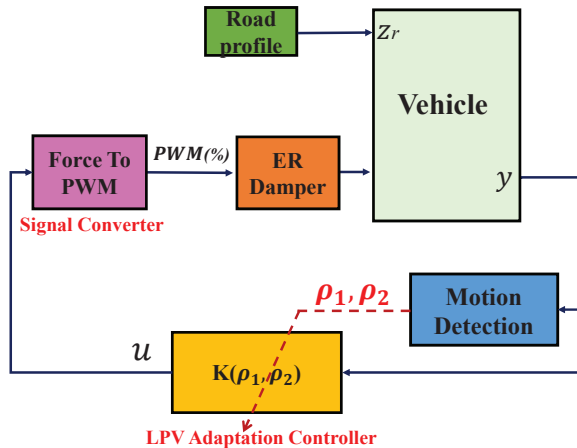 Road
profile
zᵣ
Vehicle
PWM(%)
Force To
PWM
ER
Damper
y
Signal Converter
ρ₁, ρ₂
Motion
Detection
u
K(ρ₁, ρ₂)
LPV Adaptation Controller